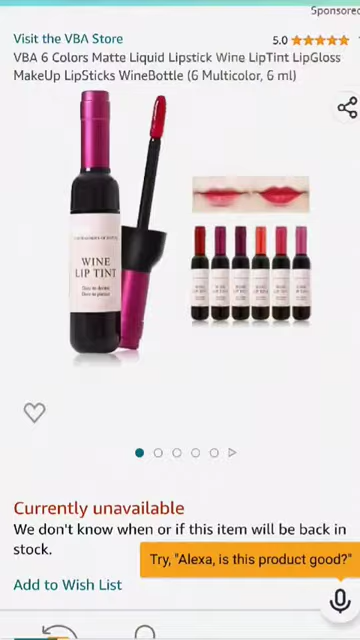 Sponsored
Visit the VBA Store
5.0
VBA 6 Colors Matte Liquid Lipstick Wine LipTint LipGloss
MakeUp LipSticks WineBottle (6 Multicolor, 6 ml)
WINE
LIP TINT
Currently unavailable
We don't know when or if this item will be back in
stock.
Try, "Alexa, is this product good?"
Add to Wish List